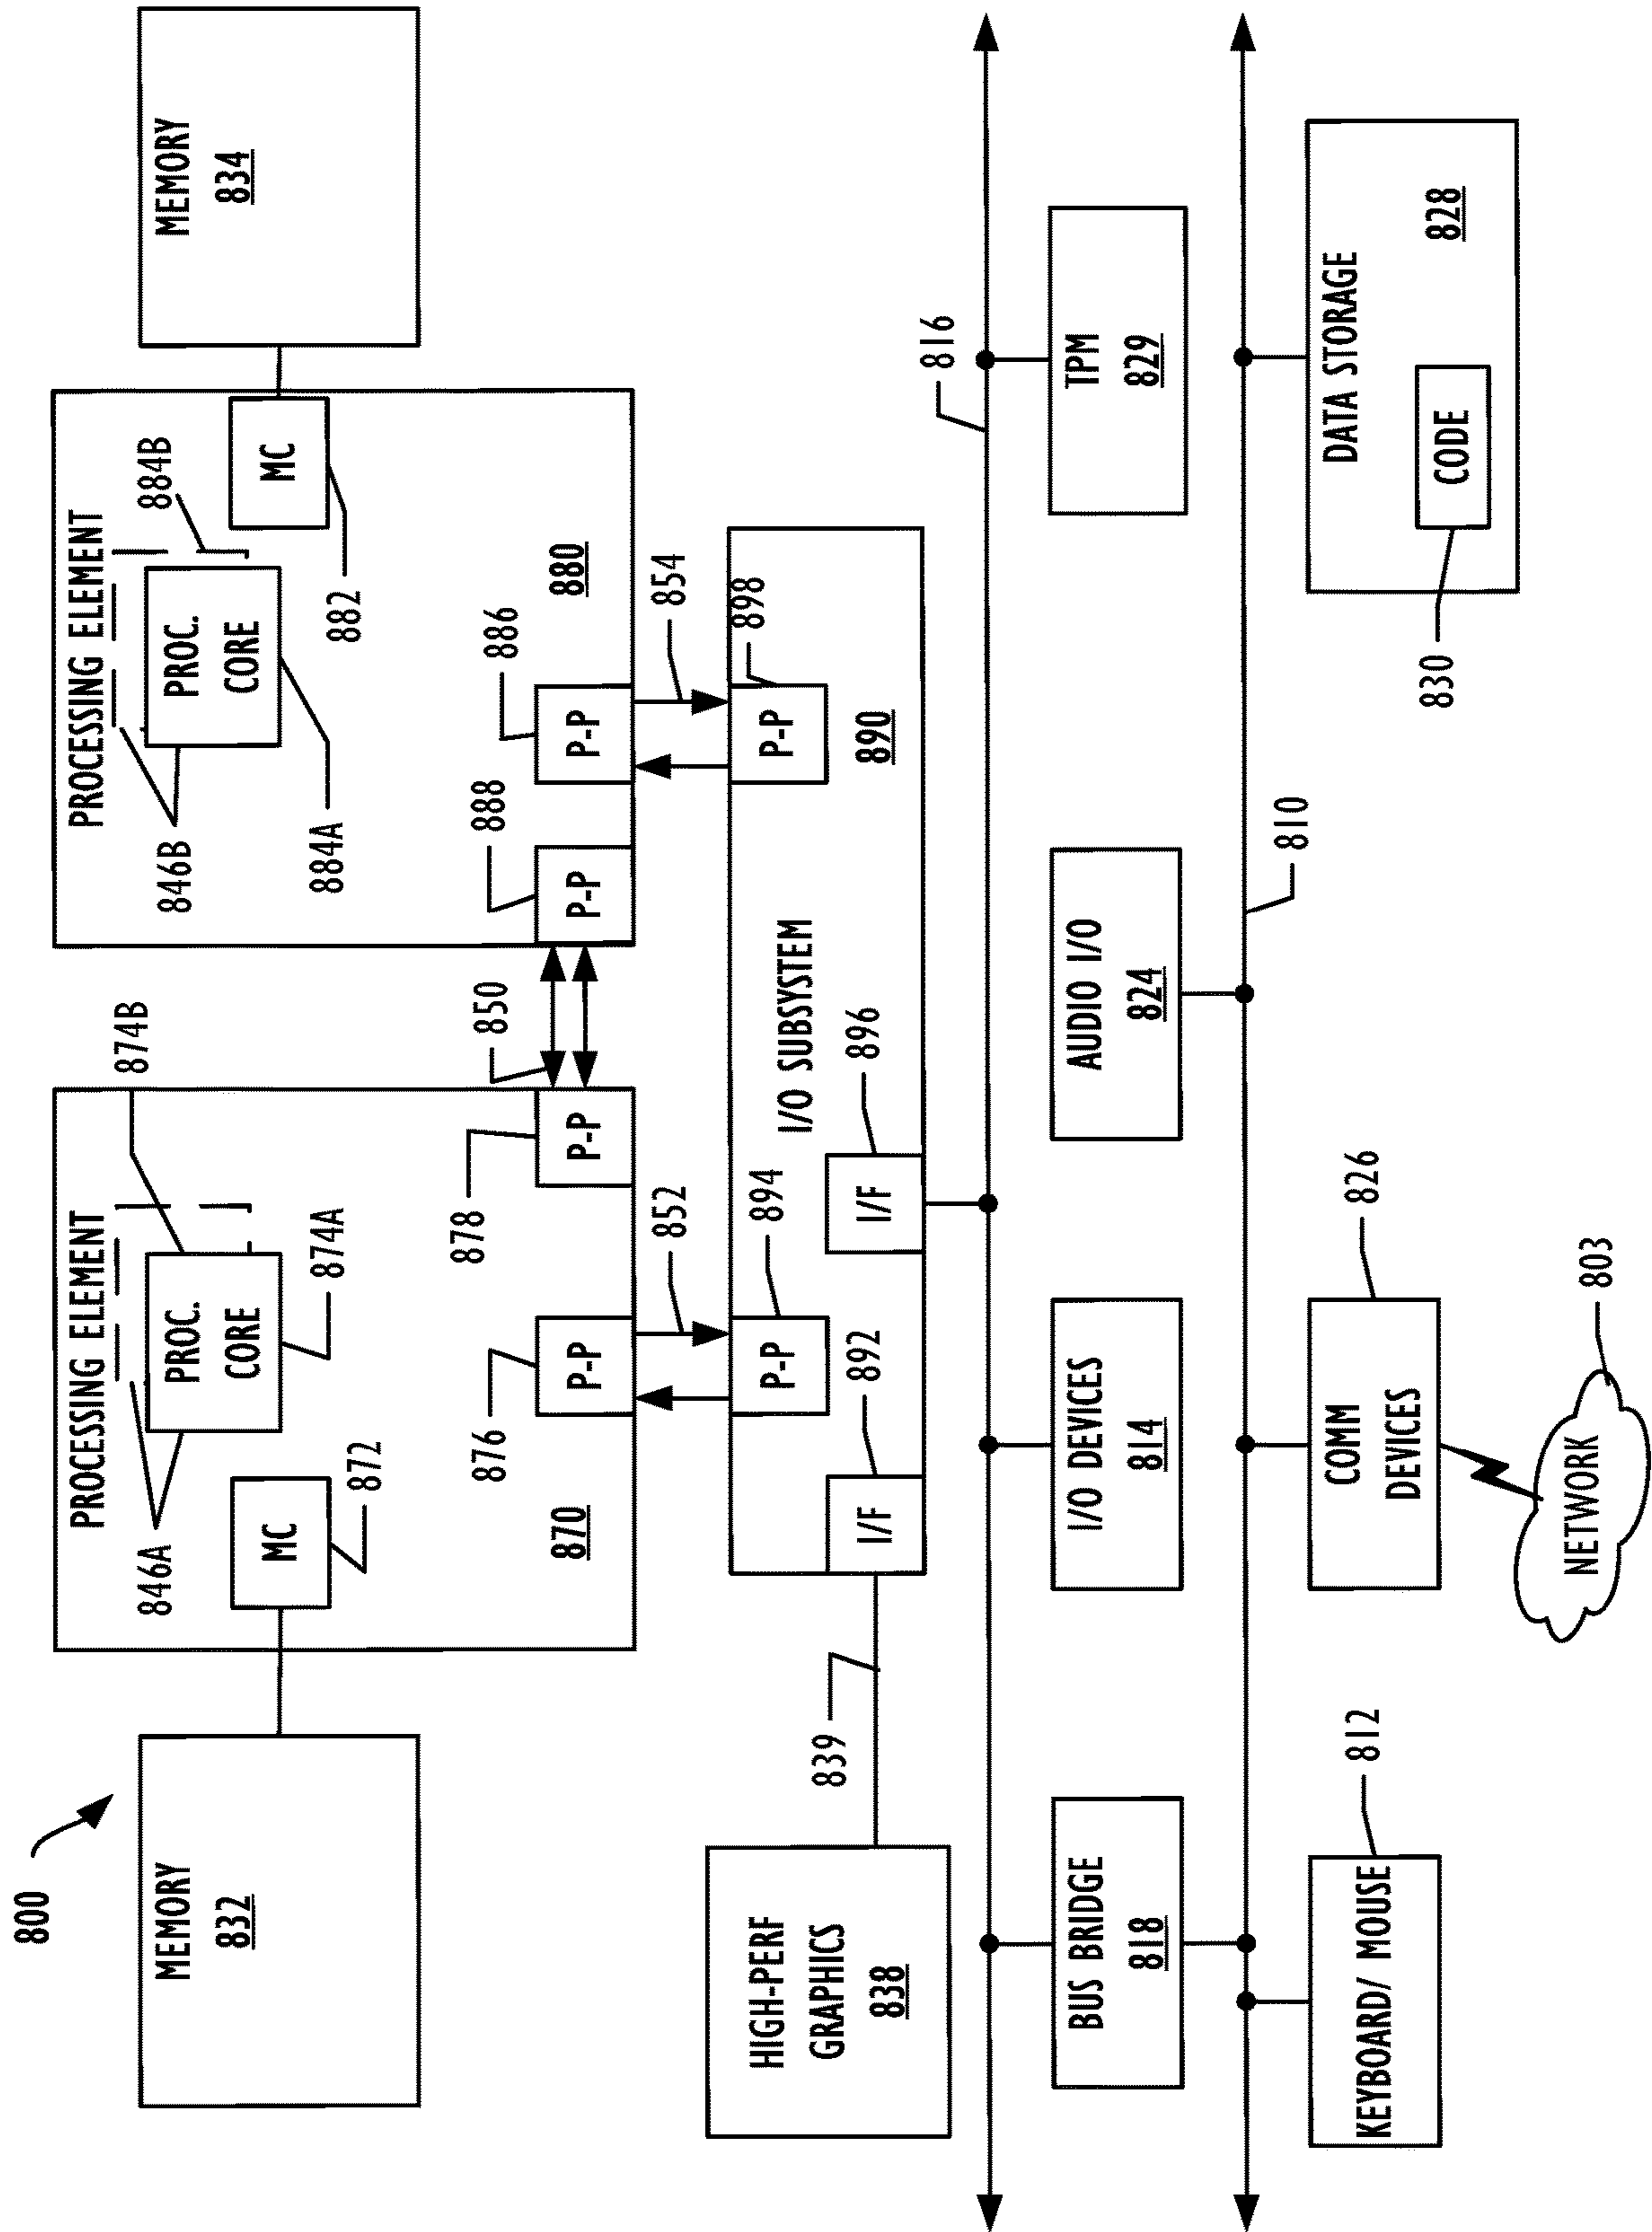 800
MEMORY
832
PROCESSING ELEMENT
846A
PROC.
CORE
874B
874A
MC
872
870
876
P-P
878
P-P
850
PROCESSING ELEMENT
846B
PROC.
CORE
884B
884A
MC
882
880
888
P-P
886
P-P
MEMORY
834
852
854
HIGH-PERF
GRAPHICS
838
839
I/O SUBSYSTEM
890
P-P
894
I/F
892
I/F
896
P-P
898
816
BUS BRIDGE
818
I/O DEVICES
814
AUDIO I/O
824
TPM
829
810
KEYBOARD/ MOUSE
812
COMM
DEVICES
826
DATA STORAGE
828
CODE
830
NETWORK
803